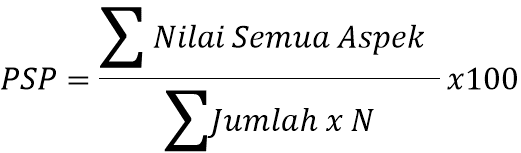 PSP = ∑ Nilai Semua Aspek / ∑ Jumlah x N x100